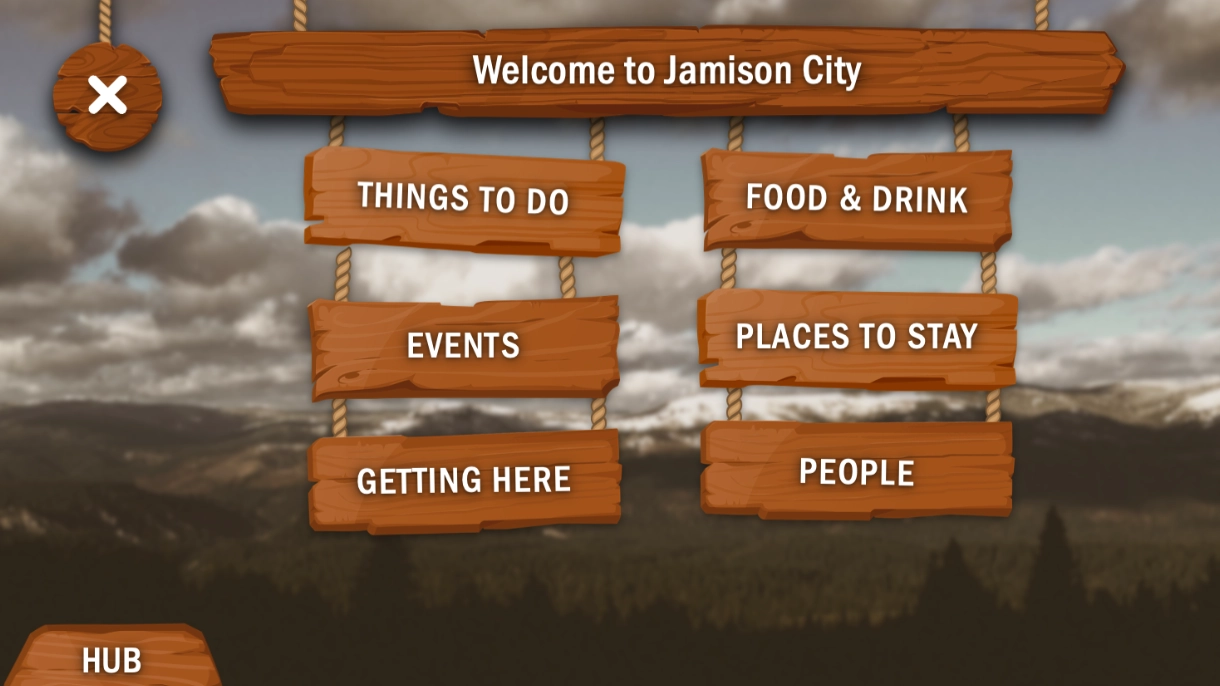 Welcome to Jamison City
THINGS TO DO
FOOD & DRINK
EVENTS
PLACES TO STAY
GETTING HERE
PEOPLE
HUB